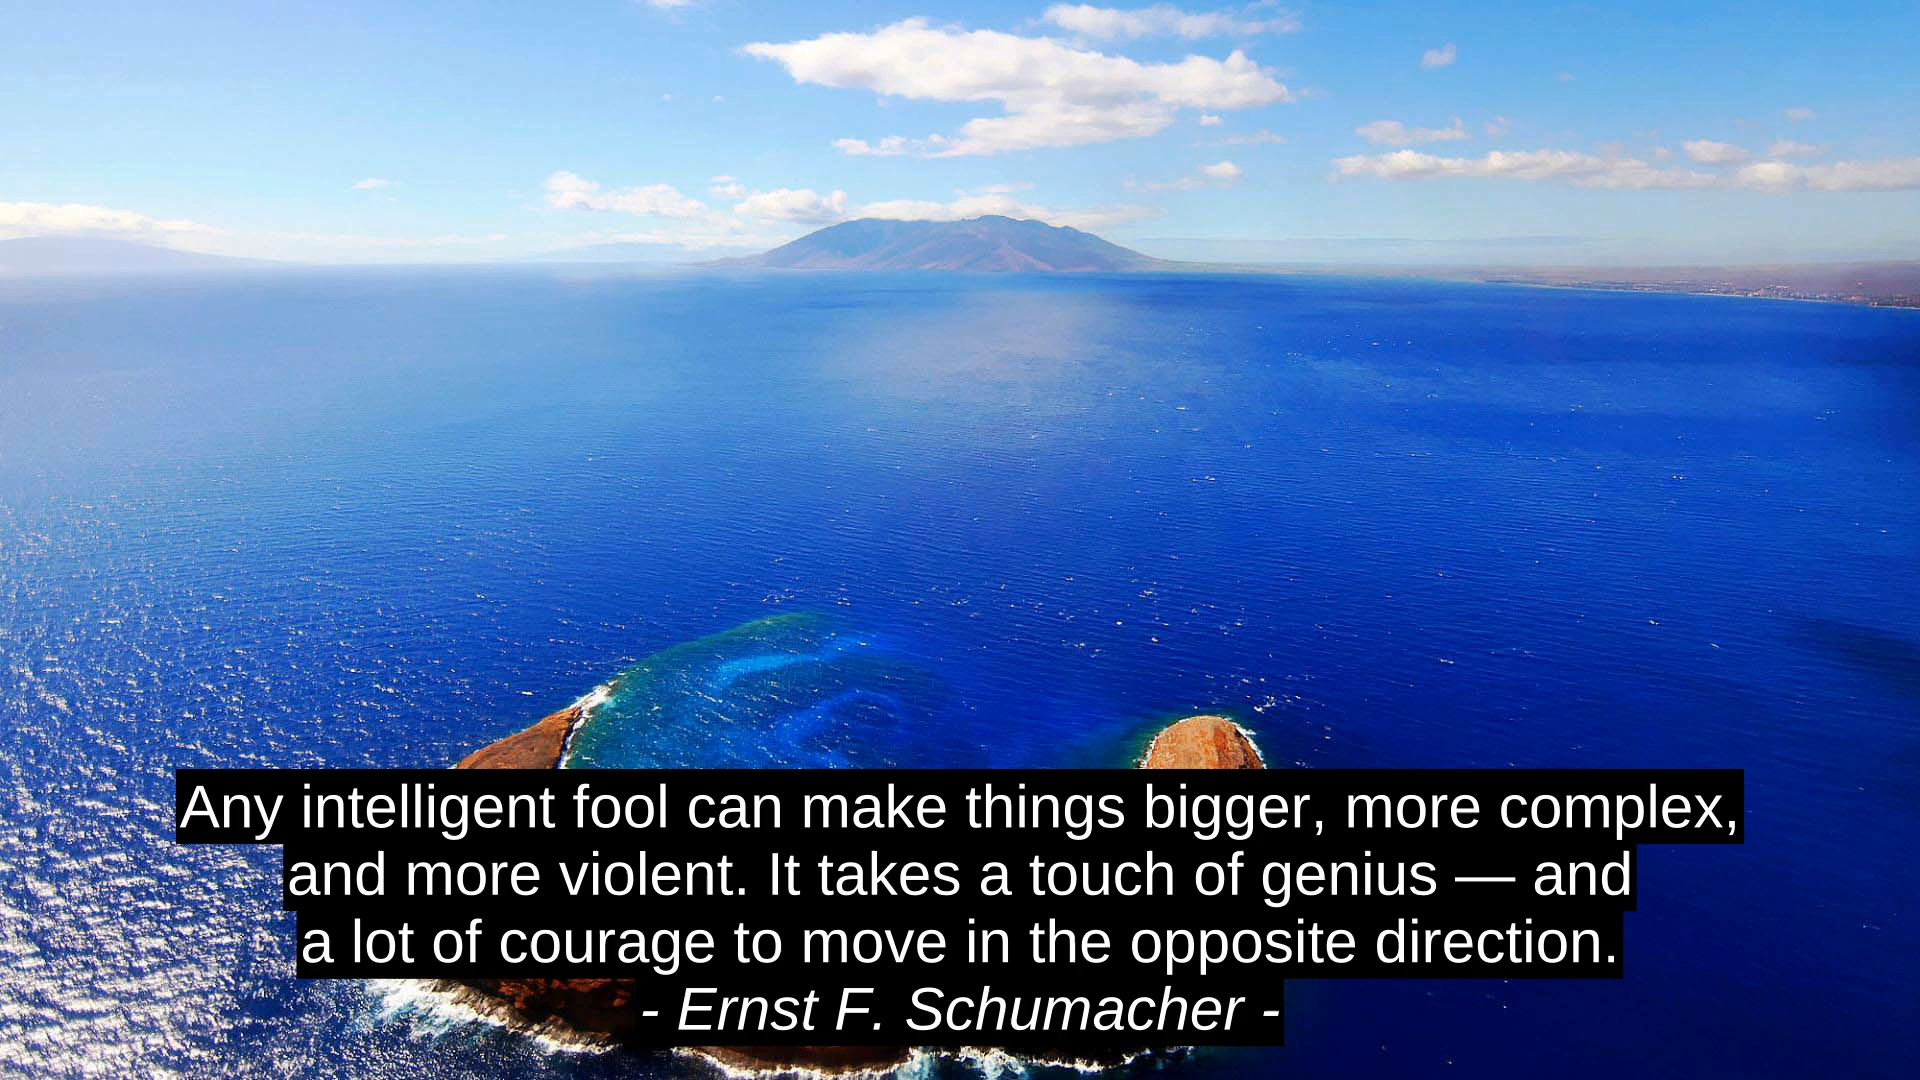 Any intelligent fool can make things bigger, more complex,
and more violent. It takes a touch of genius — and
a lot of courage to move in the opposite direction.
- Ernst F. Schumacher -